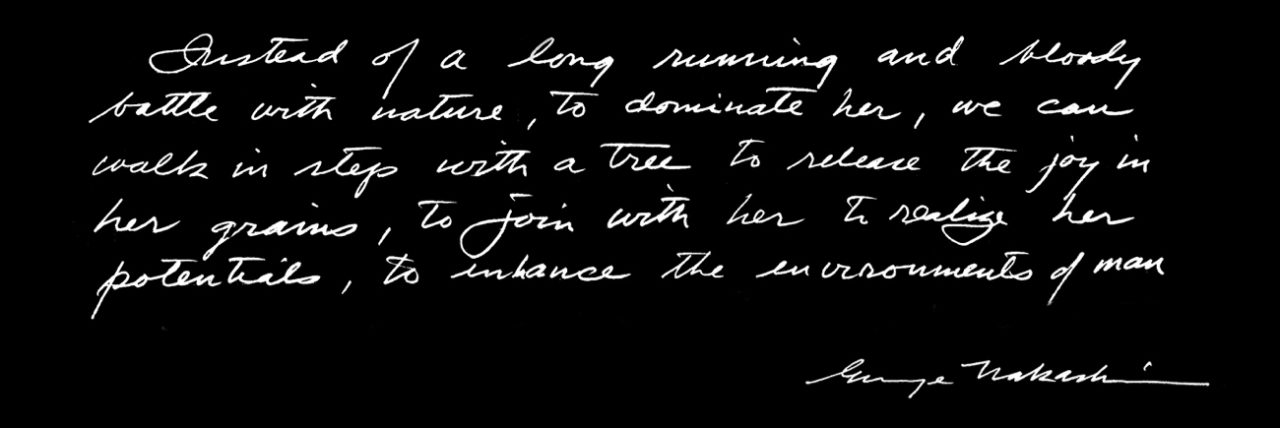 Instead of a long running and bloody
battle with nature, to dominate her, we can
walk in step with a tree to release the joy in
her grains, to join with her to realize her
potentials, to enhance the environments of man
George Nakashima